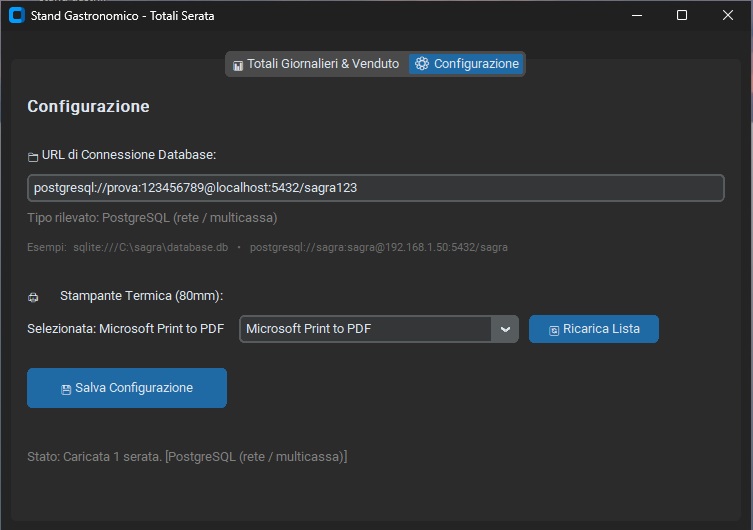 Stand Gastronomico - Totali Serata
Totali Giornalieri & Venduto
Configurazione
Configurazione
URL di Connessione Database:
postgresql://prova:123456789@localhost:5432/sagra123
Tipo rilevato: PostgreSQL (rete / multicassa)
Esempi: sqlite:///C:\sagra\database.db • postgresql://sagra:sagra@192.168.1.50:5432/sagra
Stampante Termica (80mm):
Selezionata: Microsoft Print to PDF
Microsoft Print to PDF
Ricarica Lista
Salva Configurazione
Stato: Caricata 1 serata. [PostgreSQL (rete / multicassa)]